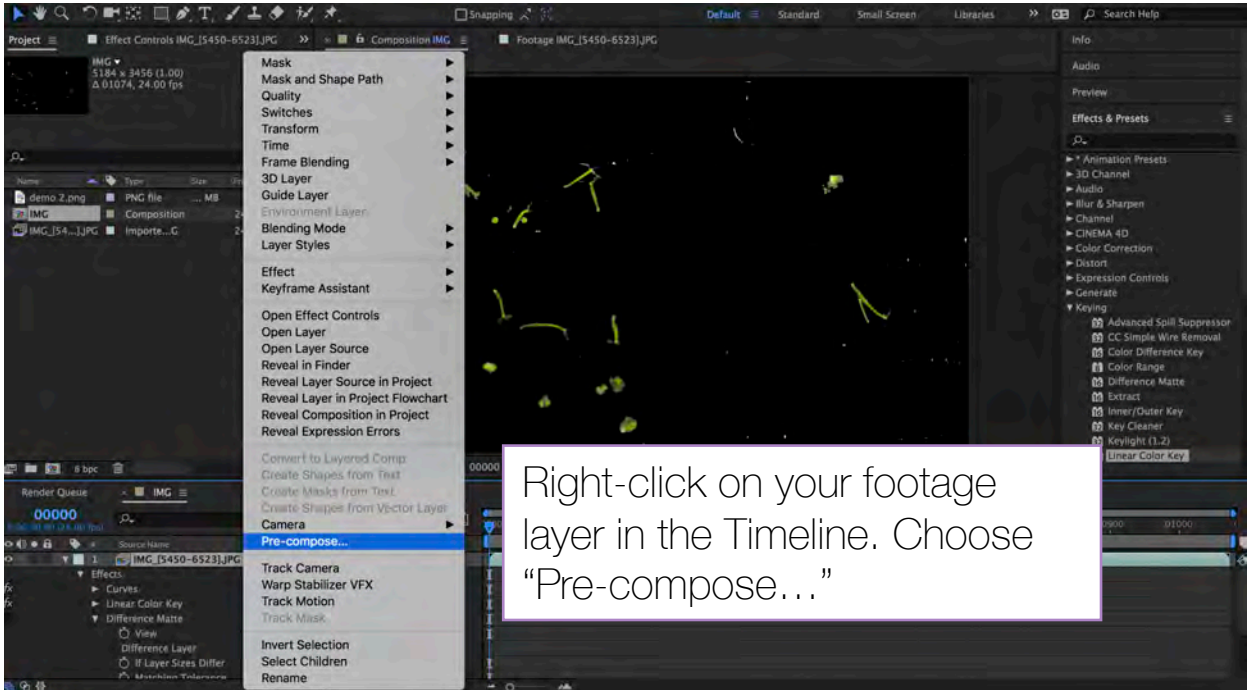 Snapping
Default
Standard
Small Screen
Libraries
Search Help
Project
Effect Controls IMG_[5450-6523].JPG
Composition IMG
Footage IMG_[5450-6523].JPG
IMG
5184 x 3456 (1.00)
Δ 01074, 24.00 fps
Name
Type
Size
demo 2.png
PNG file
... MB
IMG
Composition
IMG_[54...].JPG
Importe...G
8 bpc
Mask
Mask and Shape Path
Quality
Switches
Transform
Time
Frame Blending
3D Layer
Guide Layer
Environment Layer
Blending Mode
Layer Styles
Effect
Keyframe Assistant
Open Effect Controls
Open Layer
Open Layer Source
Reveal in Finder
Reveal Layer Source in Project
Reveal Layer in Project Flowchart
Reveal Composition in Project
Reveal Expression Errors
Convert to Layered Comp
Create Shapes from Text
Create Masks from Text
Create Shapes from Vector Layer
Camera
Pre-compose...
Track Camera
Warp Stabilizer VFX
Track Motion
Track Mask
Invert Selection
Select Children
Rename
Info
Audio
Preview
Effects & Presets
* Animation Presets
3D Channel
Audio
Blur & Sharpen
Channel
CINEMA 4D
Color Correction
Distort
Expression Controls
Generate
Keying
Advanced Spill Suppressor
CC Simple Wire Removal
Color Difference Key
Color Range
Difference Matte
Extract
Inner/Outer Key
Key Cleaner
Keylight (1.2)
Linear Color Key
00000
Right-click on your footage
layer in the Timeline. Choose
“Pre-compose…”
Render Queue
IMG
00000
Source Name
1 IMG_[5450-6523].JPG
Effects
fx Curves
fx Linear Color Key
Difference Matte
View
Difference Layer
If Layer Sizes Differ
Matching Tolerance
0900
01000